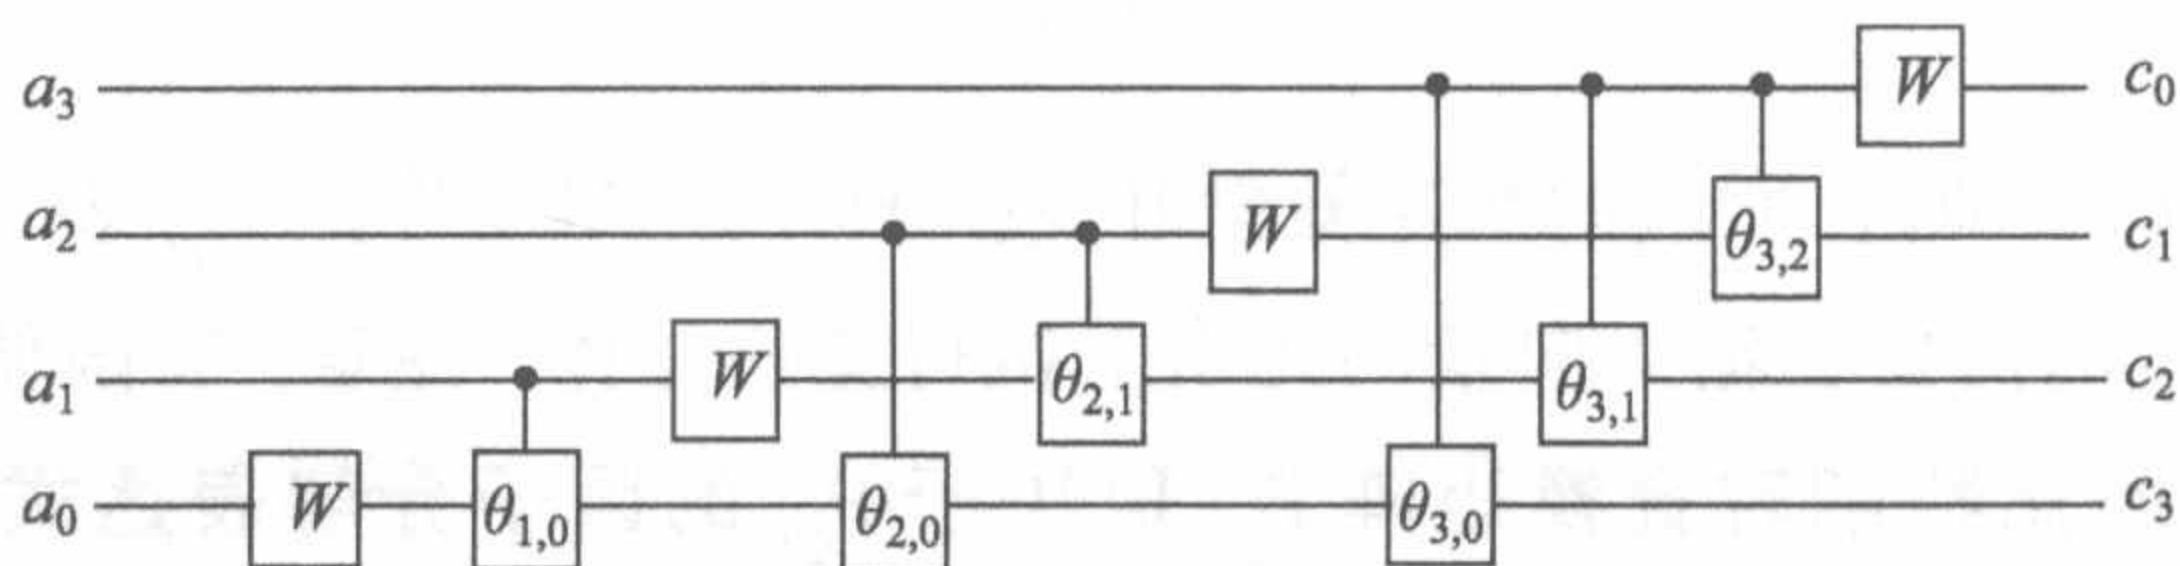 a₃ W c₀
a₂ W θ₃,₂ c₁
a₁ W θ₂,₁ θ₃,₁ c₂
a₀ W θ₁,₀ θ₂,₀ θ₃,₀ c₃